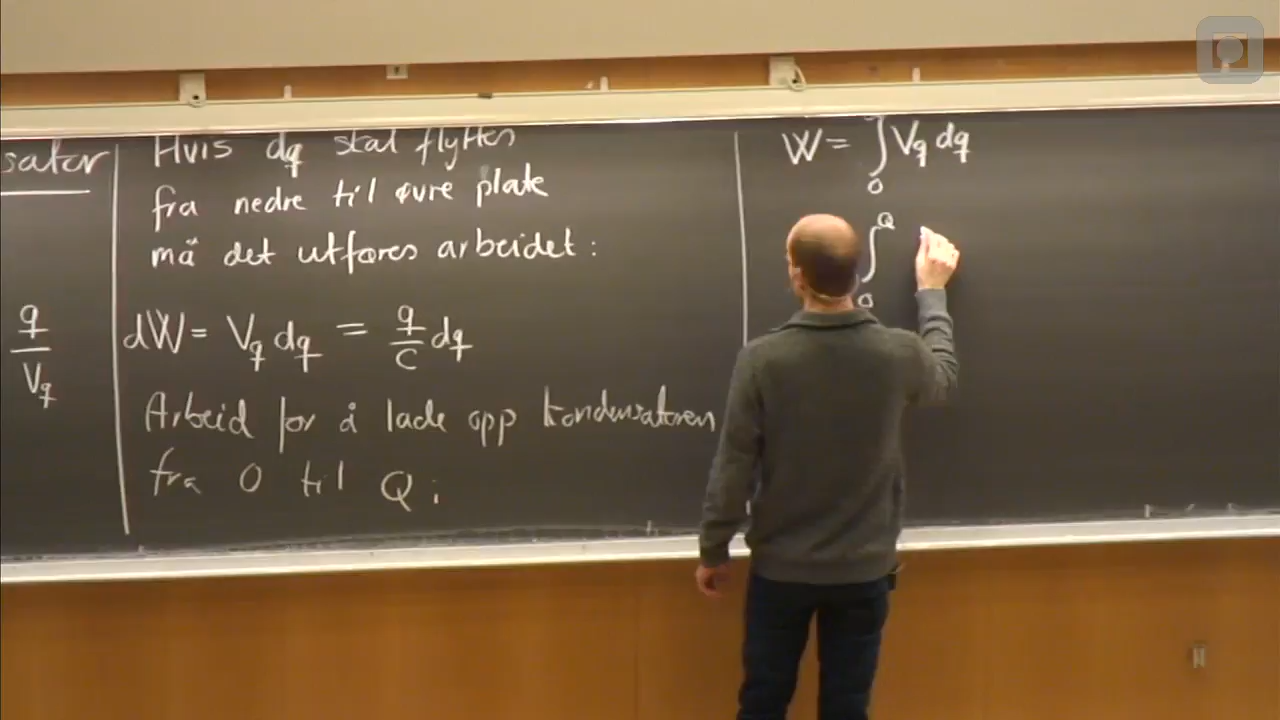 sator
q
V_q
Hvis dq skal flyttes
fra nedre til øvre plate
må det utføres arbeidet:
dW = V_q dq = q/C dq
Arbeid for å lade opp kondensatoren
fra 0 til Q:
W = ∫_0 V_q dq
∫_0^Q